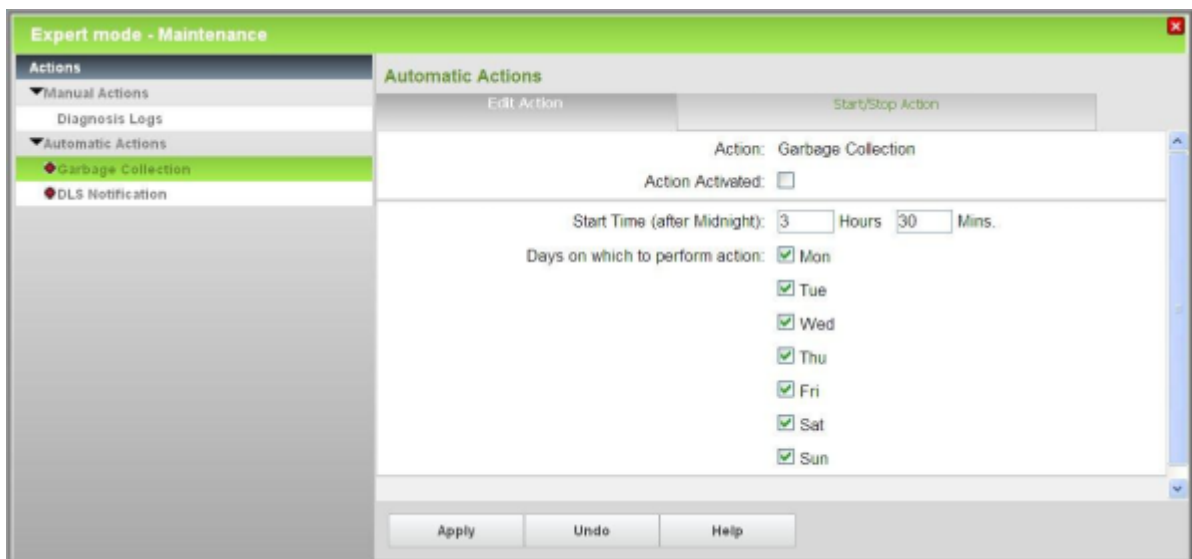 Expert mode - Maintenance
Actions
Manual Actions
Diagnosis Logs
Automatic Actions
Garbage Collection
DLS Notification
Automatic Actions
Edit Action Start/Stop Action
Action: Garbage Collection
Action Activated:
Start Time (after Midnight): 3 Hours 30 Mins.
Days on which to perform action: Mon
Tue
Wed
Thu
Fri
Sat
Sun
Apply Undo Help